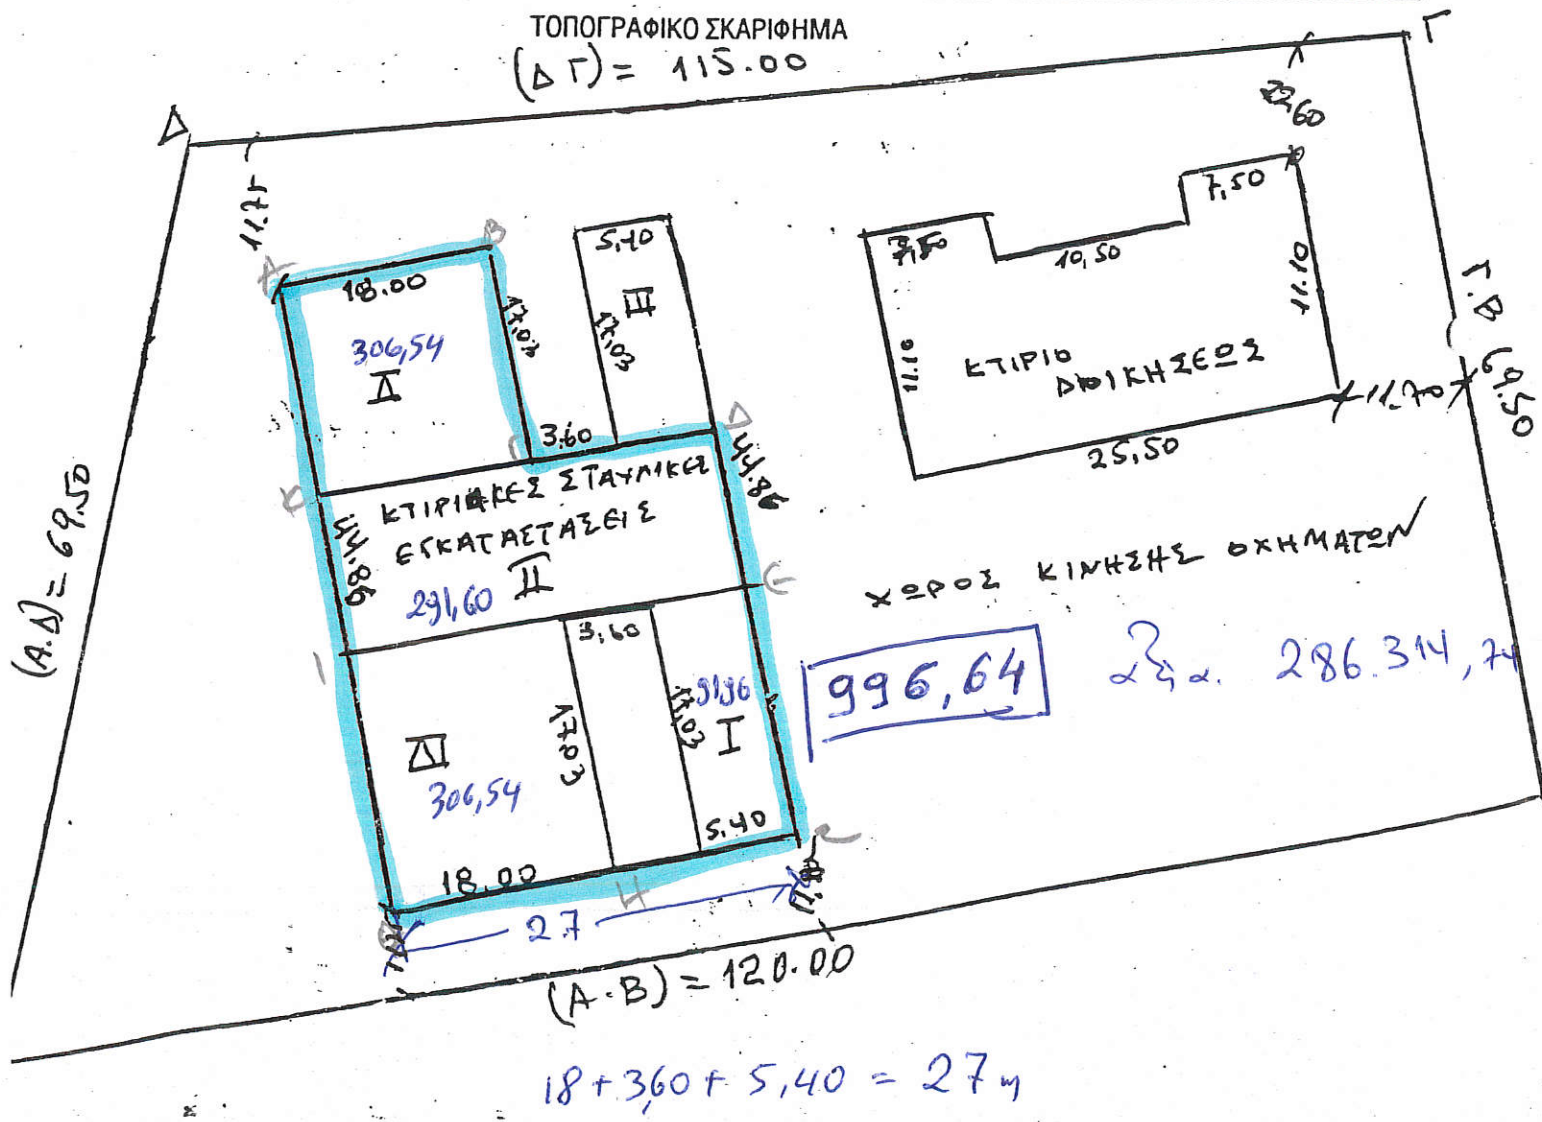 ΤΟΠΟΓΡΑΦΙΚΟ ΣΚΑΡΙΦΗΜΑ
(Δ Γ) = 115.00
Γ
Δ
22,60
11.75
7,50
B
5,40
7,50
10,50
A
18.00
III
17,03
17,03
11.10
Γ.Β 69.50
306,54
11.10
ΚΤΙΡΙΟ
ΔΙΟΙΚΗΣΕΩΣ
11.70
Δ
3.60
25,50
44.86
(Α.Δ) = 69.50
ΚΤΙΡΙΑΚΕΣ ΣΤΑΥΛΙΚΕΣ
ΕΓΚΑΤΑΣΤΑΣΕΙΣ
44.86
II
291,60
ΧΩΡΟΣ ΚΙΝΗΣΗΣ ΟΧΗΜΑΤΩΝ
3,60
I
996,64
αξια. 286.314,74
91,96
17.03
17.03
I
306,54
5,40
18.00
H
27
(Α.Β) = 120.00
18 + 3,60 + 5,40 = 27 m